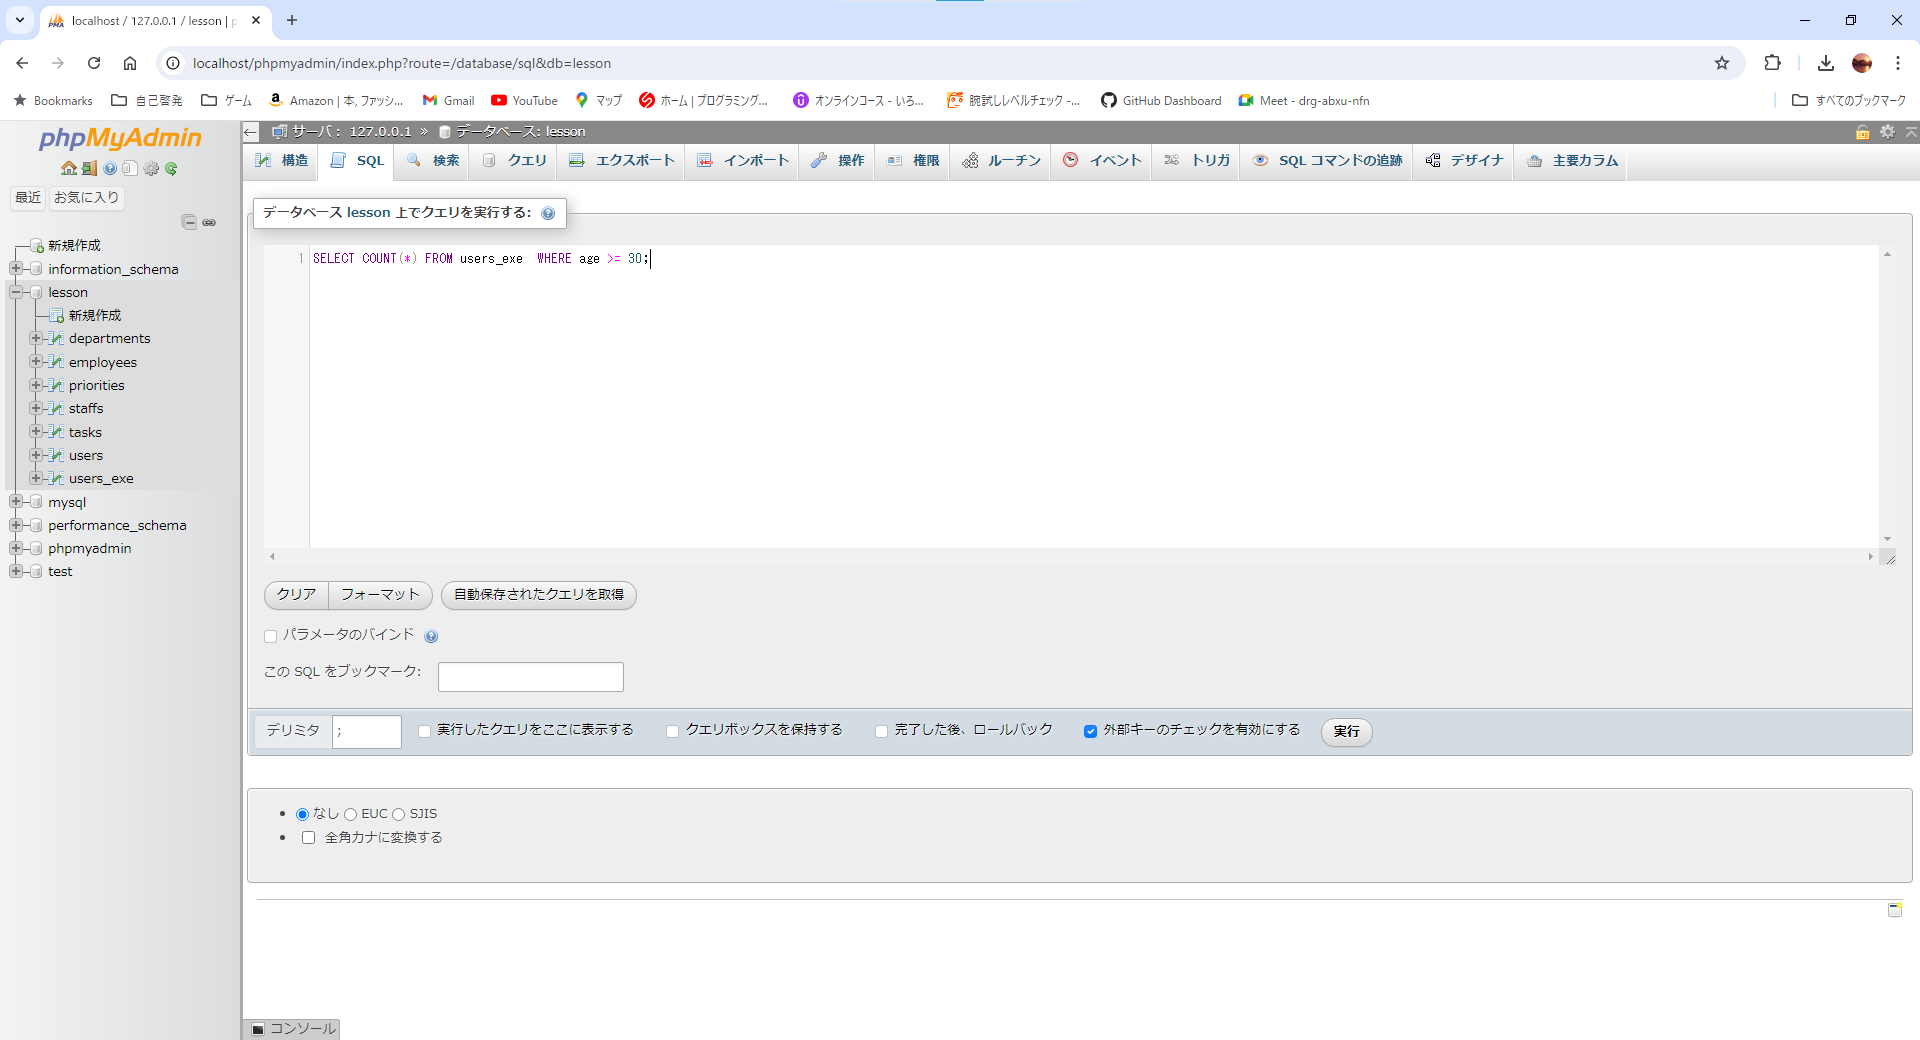 localhost / 127.0.0.1 / lesson | p
localhost/phpmyadmin/index.php?route=/database/sql&db=lesson
Bookmarks 自己啓発 ゲーム Amazon | 本, ファッシ... Gmail YouTube マップ ホーム | プログラミング... オンラインコース - いろ... 腕試しレベルチェック -... GitHub Dashboard Meet - drg-abxu-nfn すべてのブックマーク
phpMyAdmin
最近 お気に入り
新規作成
information_schema
lesson
新規作成
departments
employees
priorities
staffs
tasks
users
users_exe
mysql
performance_schema
phpmyadmin
test
サーバ: 127.0.0.1 » データベース: lesson
構造 SQL 検索 クエリ エクスポート インポート 操作 権限 ルーチン イベント トリガ SQL コマンドの追跡 デザイナ 主要カラム
データベース lesson 上でクエリを実行する:
1 SELECT COUNT(*) FROM users_exe  WHERE age >= 30;
クリア フォーマット 自動保存されたクエリを取得
パラメータのバインド
この SQL をブックマーク:
デリミタ ; 実行したクエリをここに表示する クエリボックスを保持する 完了した後、ロールバック 外部キーのチェックを有効にする 実行
なし EUC SJIS
全角カナに変換する
コンソール